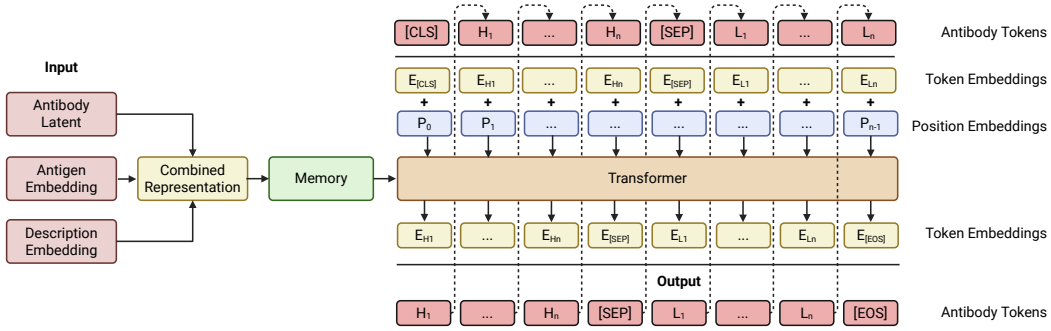 [CLS] H1 ... Hn [SEP] L1 ... Ln Antibody Tokens
Input
E[CLS] EH1 ... EHn E[SEP] EL1 ... ELn Token Embeddings
+ + + + + + + +
Antibody
Latent
P0 P1 ... ... ... ... ... Pn-1 Position Embeddings
Antigen
Embedding
Combined
Representation
Memory
Transformer
Description
Embedding
EH1 ... EHn E[SEP] EL1 ... ELn E[EOS] Token Embeddings
Output
H1 ... Hn [SEP] L1 ... Ln [EOS] Antibody Tokens